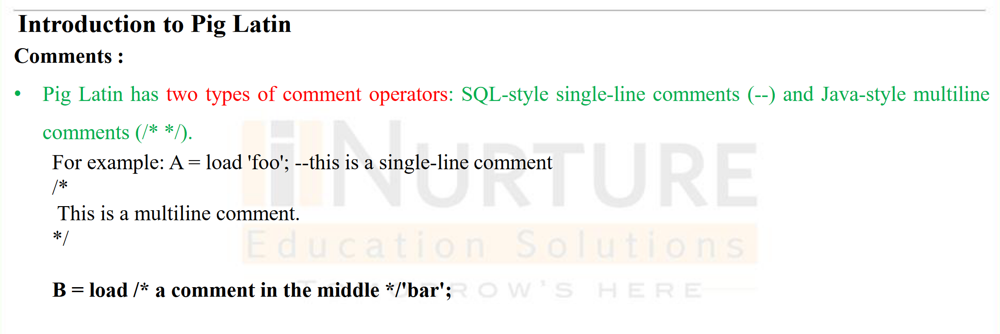 Introduction to Pig Latin
Comments :
• Pig Latin has two types of comment operators: SQL-style single-line comments (--) and Java-style multiline
comments (/* */).
For example: A = load 'foo'; --this is a single-line comment
/*
This is a multiline comment.
*/
B = load /* a comment in the middle */'bar';
iNURTURE
Education Solutions
TOMORROW'S HERE